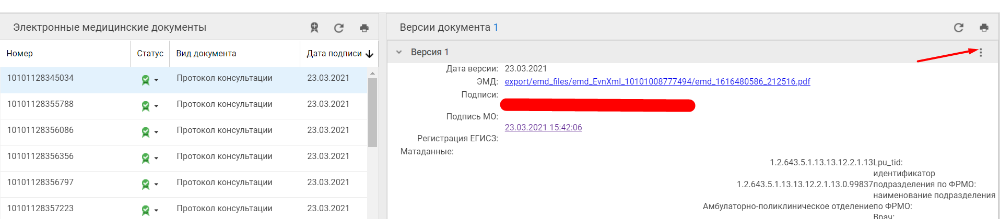 Электронные медицинские документы
Номер Статус Вид документа Дата подписи
10101128345034 Протокол консультации 23.03.2021
10101128355788 Протокол консультации 23.03.2021
10101128356086 Протокол консультации 23.03.2021
10101128356356 Протокол консультации 23.03.2021
10101128356797 Протокол консультации 23.03.2021
10101128357223 Протокол консультации 23.03.2021
Версии документа 1
Версия 1
Дата версии: 23.03.2021
ЭМД: export/emd_files/emd_EvnXml_10101008777494/emd_1616480586_212516.pdf
Подписи:
Подпись МО:
23.03.2021 15:42:06
Регистрация ЕГИСЗ:
Матаданные:
1.2.643.5.1.13.13.12.2.1.13Lpu_tid:
идентификатор
1.2.643.5.1.13.13.12.2.1.13.0.99837подразделения по ФРМО:
наименование подразделения
Амбулаторно-поликлиническое отделениепо ФРМО:
Врач: